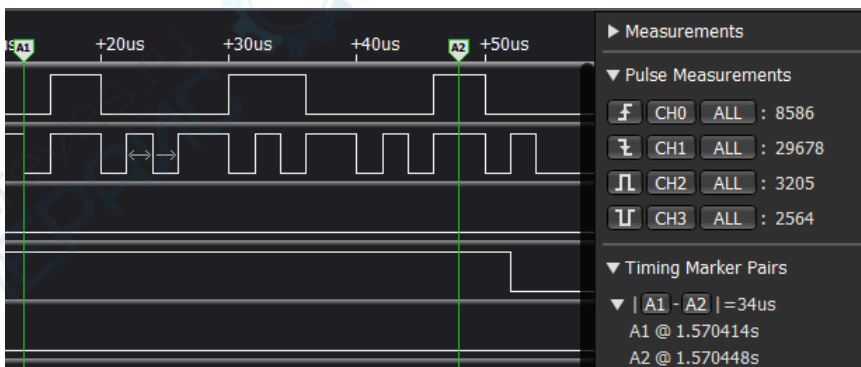 us A1 +20us +30us +40us A2 +50us
▶ Measurements
▼ Pulse Measurements
CH0 ALL : 8586
CH1 ALL : 29678
CH2 ALL : 3205
CH3 ALL : 2564
▼ Timing Marker Pairs
▼ | A1 - A2 | =34us
A1 @ 1.570414s
A2 @ 1.570448s